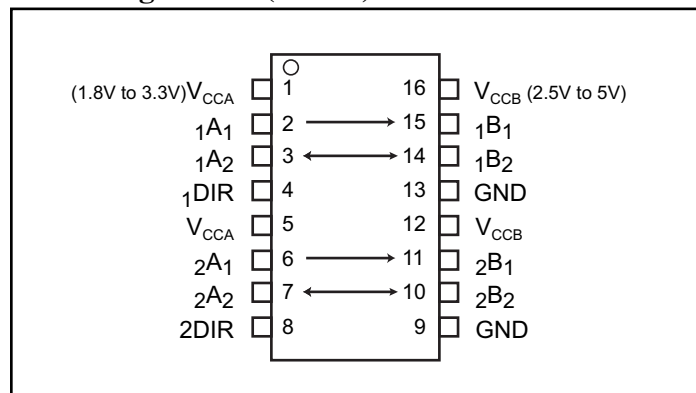 (1.8V to 3.3V)VCCA 1 16 VCCB (2.5V to 5V)
1A1 2 15 1B1
1A2 3 14 1B2
1DIR 4 13 GND
VCCA 5 12 VCCB
2A1 6 11 2B1
2A2 7 10 2B2
2DIR 8 9 GND